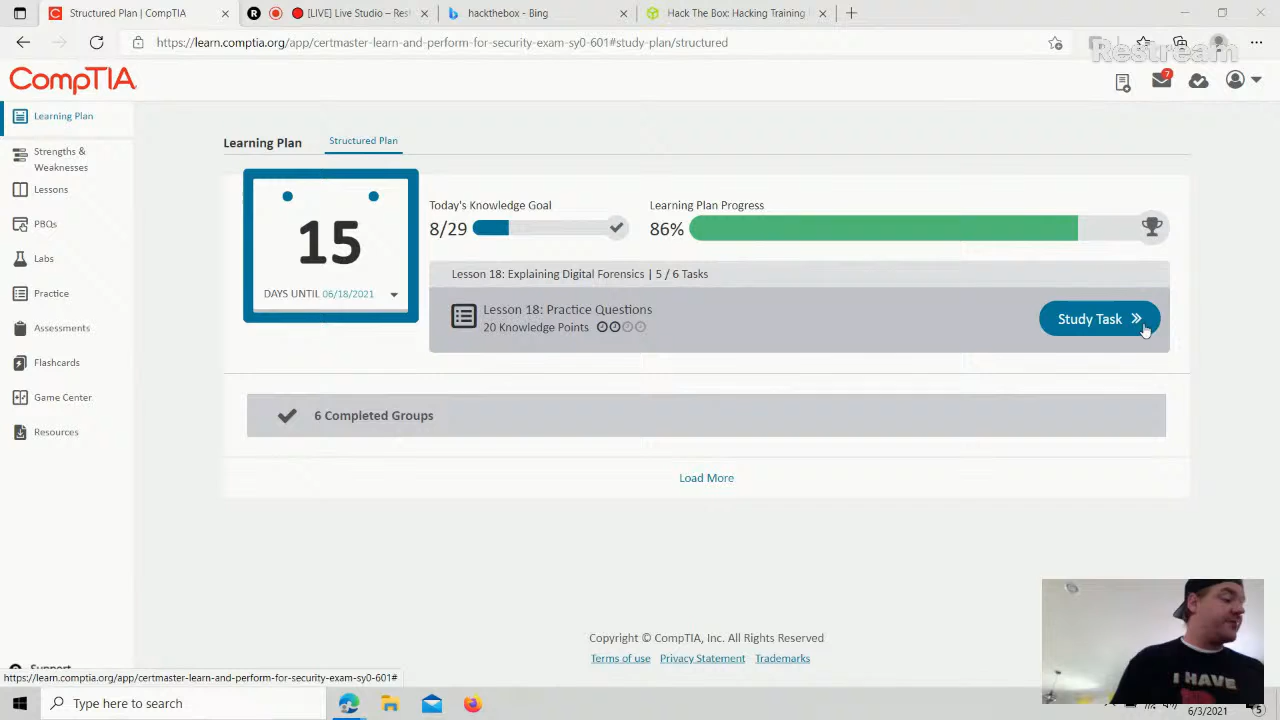 Structured Plan | CompTIA
[LIVE] Live Studio – Res
hackthebox - Bing
Hack The Box: Hacking Training
https://learn.comptia.org/app/certmaster-learn-and-perform-for-security-exam-sy0-601#study-plan/structured
Restream
CompTIA
7
Learning Plan
Strengths &
Weaknesses
Lessons
PBQs
Labs
Practice
Assessments
Flashcards
Game Center
Resources
Support
Learning Plan
Structured Plan
15
DAYS UNTIL 06/18/2021
Today's Knowledge Goal
8/29
Learning Plan Progress
86%
Lesson 18: Explaining Digital Forensics | 5 / 6 Tasks
Lesson 18: Practice Questions
20 Knowledge Points
Study Task
6 Completed Groups
Load More
Copyright © CompTIA, Inc. All Rights Reserved
Terms of use Privacy Statement Trademarks
https://learn.comptia.org/app/certmaster-learn-and-perform-for-security-exam-sy0-601#
I HAVE
Type here to search
6/3/2021
5